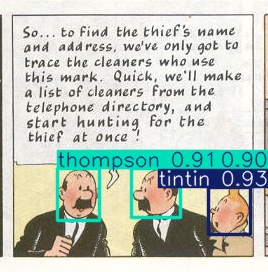 So... to find the thief's name
and address, we've only got to
trace the cleaners who use
this mark. Quick, we'll make
a list of cleaners from the
telephone directory, and
start hunting for the
thief at once!
thompson 0.91 0.90
tintin 0.93